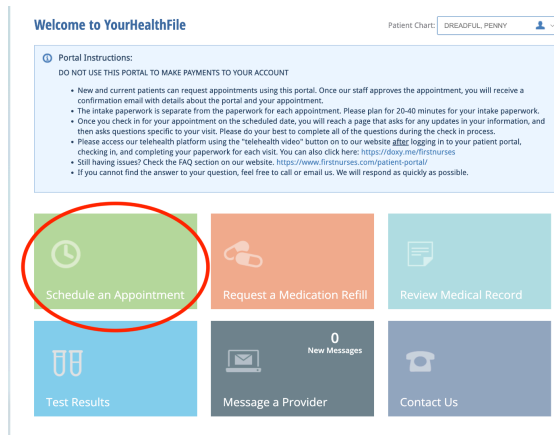 Welcome to YourHealthFile
Patient Chart: DREADFUL, PENNY
Portal Instructions:
DO NOT USE THIS PORTAL TO MAKE PAYMENTS TO YOUR ACCOUNT
• New and current patients can request appointments using this portal. Once our staff approves the appointment, you will receive a
confirmation email with details about the portal and your appointment.
• The intake paperwork is separate from the paperwork for each appointment. Please plan for 20-40 minutes for your intake paperwork.
• Once you check in for your appointment on the scheduled date, you will reach a page that asks for any updates in your information, and
then asks questions specific to your visit. Please do your best to complete all of the questions during the check in process.
• Please access our telehealth platform using the "telehealth video" button on to our website after logging in to your patient portal,
checking in, and completing your paperwork for each visit. You can also click here: https://doxy.me/firstnurses
• Still having issues? Check the FAQ section on our website. https://www.firstnurses.com/patient-portal/
• If you cannot find the answer to your question, feel free to call or email us. We will respond as quickly as possible.
Schedule an Appointment
Request a Medication Refill
Review Medical Record
Test Results
0
New Messages
Message a Provider
Contact Us